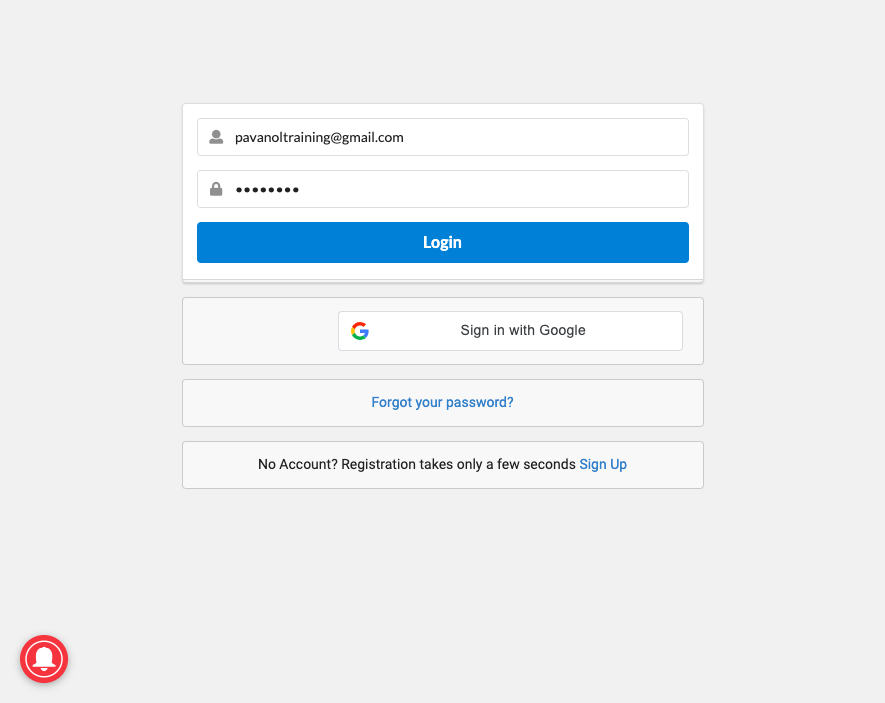 pavanoltraining@gmail.com
••••••••
Login
Sign in with Google
Forgot your password?
No Account? Registration takes only a few seconds Sign Up